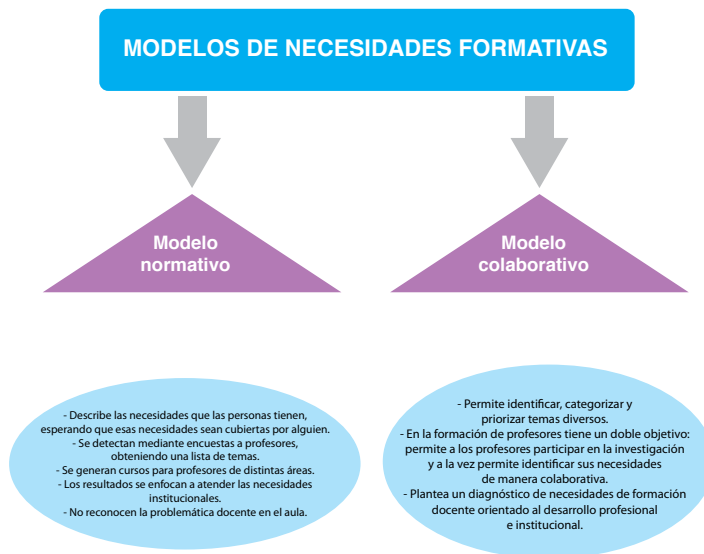 MODELOS DE NECESIDADES FORMATIVAS
Modelo
normativo
Modelo
colaborativo
- Describe las necesidades que las personas tienen,
esperando que esas necesidades sean cubiertas por alguien.
- Se detectan mediante encuestas a profesores,
obteniendo una lista de temas.
- Se generan cursos para profesores de distintas áreas.
- Los resultados se enfocan a atender las necesidades
institucionales.
- No reconocen la problemática docente en el aula.
- Permite identificar, categorizar y
priorizar temas diversos.
- En la formación de profesores tiene un doble objetivo:
permite a los profesores participar en la investigación
y a la vez permite identificar sus necesidades
de manera colaborativa.
- Plantea un diagnóstico de necesidades de formación
docente orientado al desarrollo profesional
e institucional.